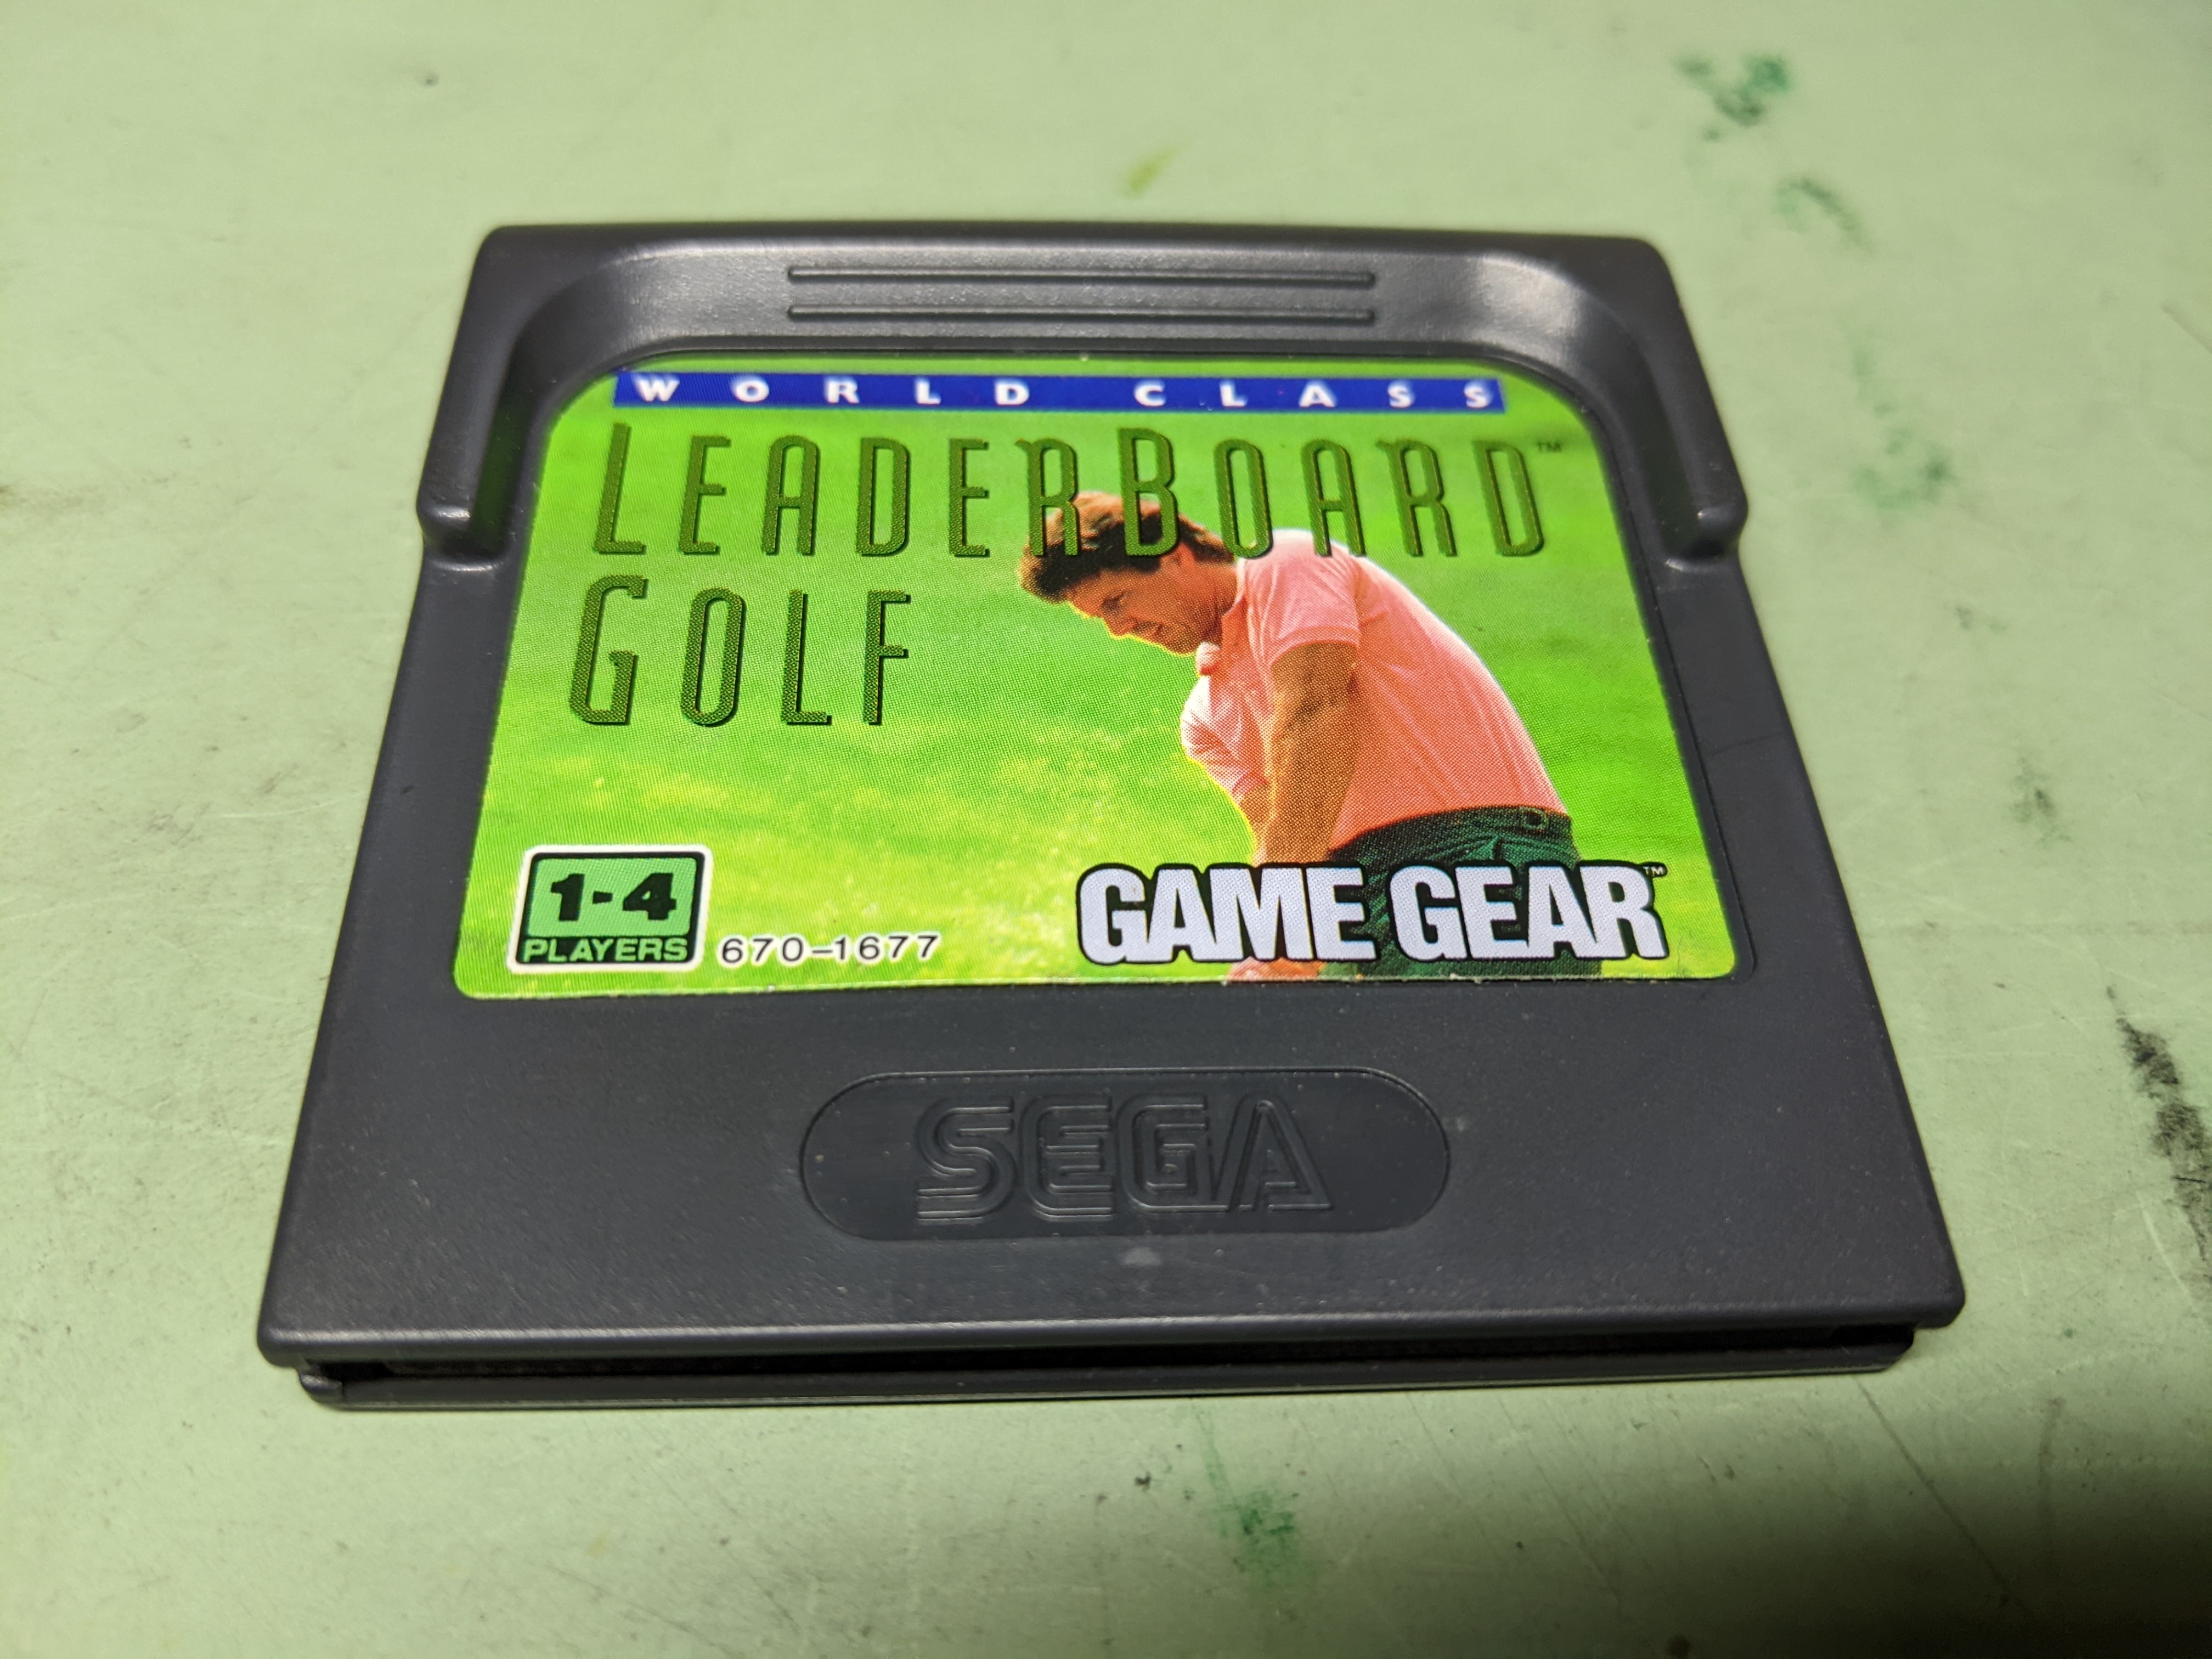 WORLD CLASS
LEADERBOARD™
GOLF
1-4
PLAYERS
670-1677
GAME GEAR™
SEGA